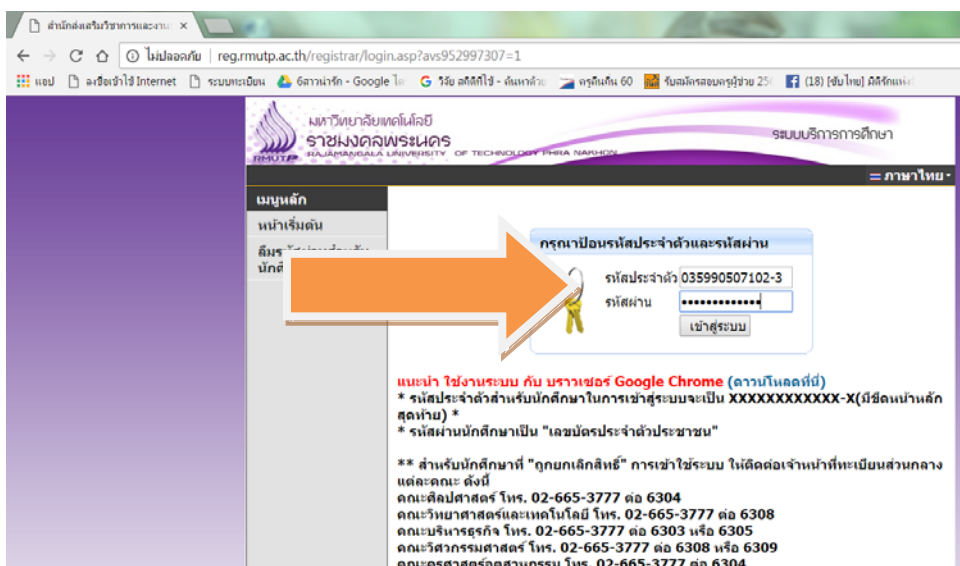 สำนักส่งเสริมวิชาการและงาน
ไม่ปลอดภัย | reg.rmutp.ac.th/registrar/login.asp?avs952997307=1
แอป ลงชื่อเข้าใช้ Internet ระบบทะเบียน 6สาวน่ารัก - Google ได วิจัย สถิติที่ใช้ - ค้นหาด้วย ครุคืนถิ่น 60 รับสมัครสอบครูผู้ช่วย 25 (18) [ซับไทย]
มหาวิทยาลัยเทคโนโลยี
ราชมงคลพระนคร
RMUTP RAJAMANGALA UNIVERSITY OF TECHNOLOGY PHRA NAKHON
ระบบบริการการศึกษา
ภาษาไทย
เมนูหลัก
หน้าเริ่มต้น
กรุณาป้อนรหัสประจำตัวและรหัสผ่าน
รหัสประจำตัว 035990507102-3
รหัสผ่าน •••••••••••••
เข้าสู่ระบบ
แนะนำ ใช้งานระบบ กับ บราวเซอร์ Google Chrome (ดาวน์โหลดที่นี่)
* รหัสประจำตัวสำหรับนักศึกษาในการเข้าสู่ระบบจะเป็น XXXXXXXXXXXX-X(มีขีดหน้าหลัก
สุดท้าย) *
* รหัสผ่านนักศึกษาเป็น "เลขบัตรประจำตัวประชาชน"
** สำหรับนักศึกษาที่ "ถูกยกเลิกสิทธิ์" การเข้าใช้ระบบ ให้ติดต่อเจ้าหน้าที่ทะเบียนส่วนกลาง
แต่ละคณะ ดังนี้
คณะศิลปศาสตร์ โทร. 02-665-3777 ต่อ 6304
คณะวิทยาศาสตร์และเทคโนโลยี โทร. 02-665-3777 ต่อ 6308
คณะบริหารธุรกิจ โทร. 02-665-3777 ต่อ 6303 หรือ 6305
คณะวิศวกรรมศาสตร์ โทร. 02-665-3777 ต่อ 6308 หรือ 6309
คณะครุศาสตร์อุตสาหกรรม โทร. 02-665-3777 ต่อ 6304